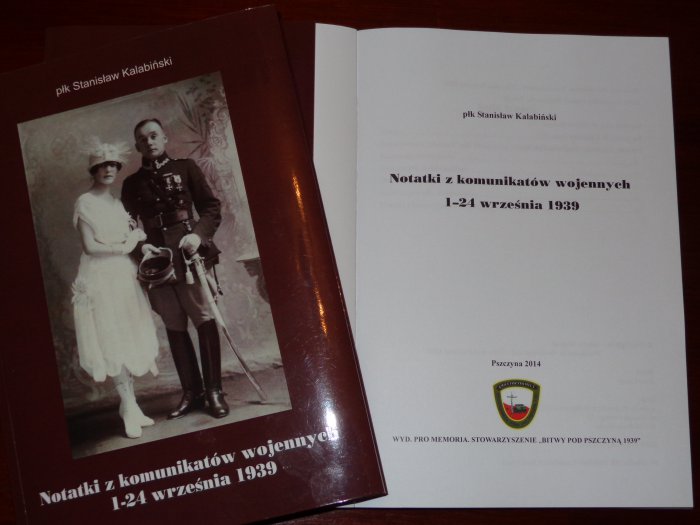 płk Stanisław Kalabiński
Notatki z komunikatów wojennych
1-24 września 1939
płk Stanisław Kalabiński
Notatki z komunikatów wojennych
1–24 września 1939
Pszczyna 2014
WYD. PRO MEMORIA. STOWARZYSZENIE „BITWY POD PSZCZYNĄ 1939”